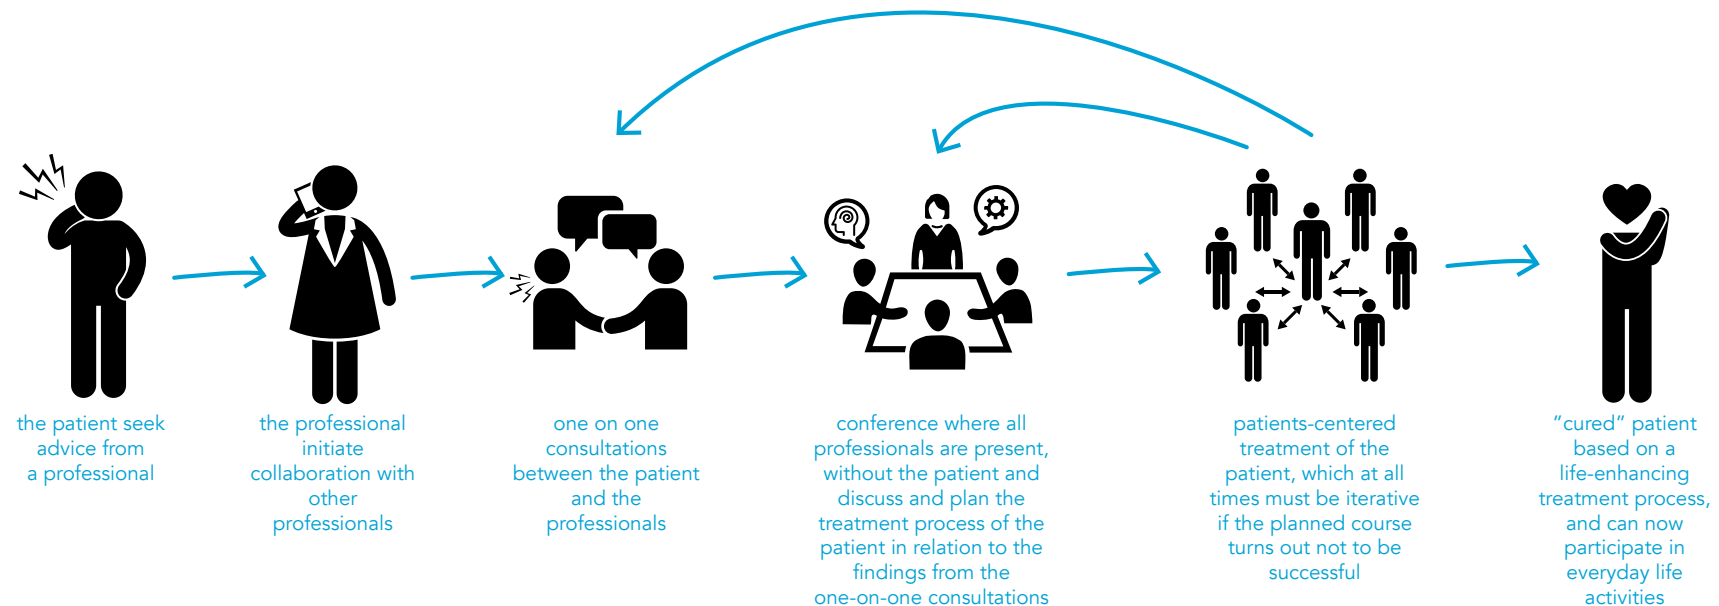 the patient seek
advice from
a professional
the professional
initiate
collaboration with
other
professionals
one on one
consultations
between the patient
and the
professionals
conference where all
professionals are present,
without the patient and
discuss and plan the
treatment process of the
patient in relation to the
findings from the
one-on-one consultations
patients-centered
treatment of the
patient, which at all
times must be iterative
if the planned course
turns out not to be
successful
“cured” patient
based on a
life-enhancing
treatment process,
and can now
participate in
everyday life
activities